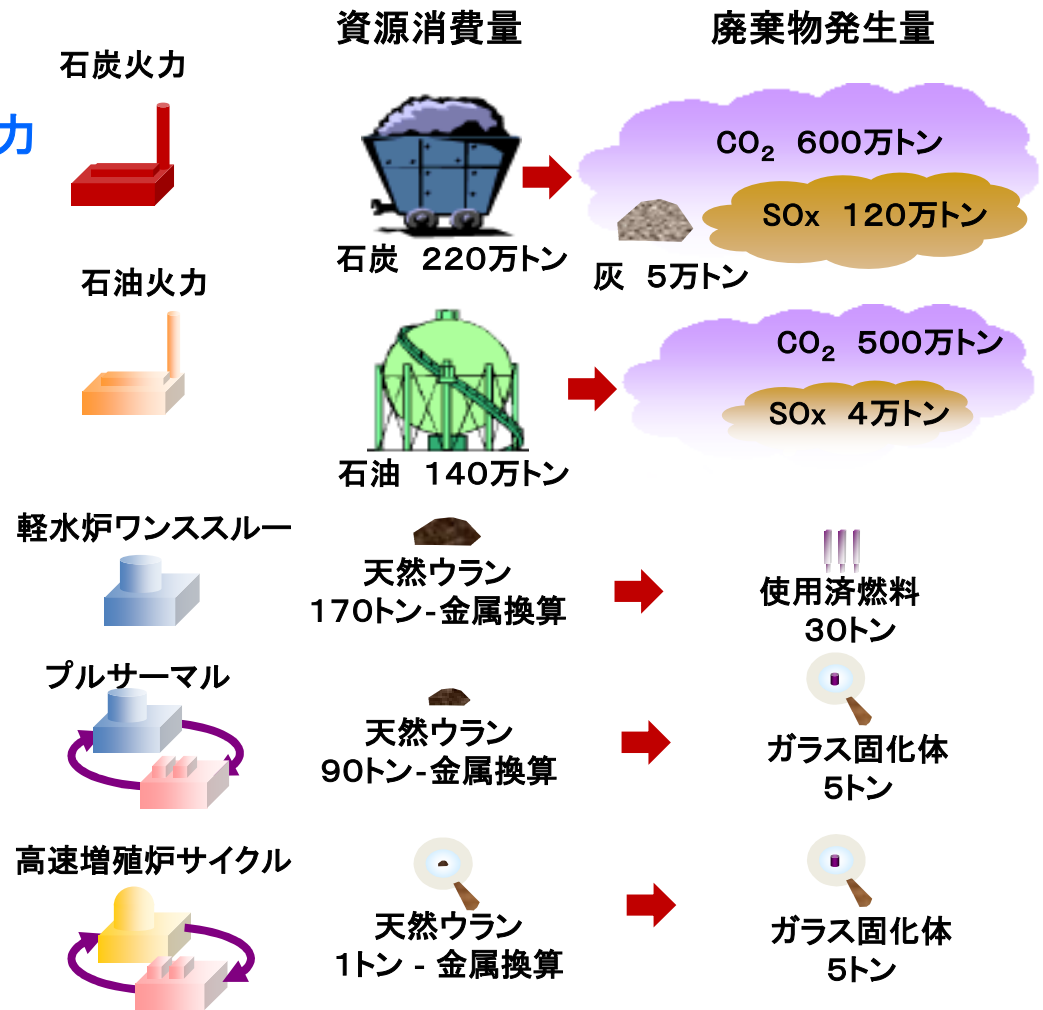 資源消費量
廃棄物発生量
石炭火力
力
CO₂ 600万トン
SOx 120万トン
石炭 220万トン
灰 5万トン
石油火力
CO₂ 500万トン
SOx 4万トン
石油 140万トン
軽水炉ワンススルー
天然ウラン
170トン-金属換算
使用済燃料
30トン
プルサーマル
天然ウラン
90トン-金属換算
ガラス固化体
5トン
高速増殖炉サイクル
天然ウラン
1トン - 金属換算
ガラス固化体
5トン